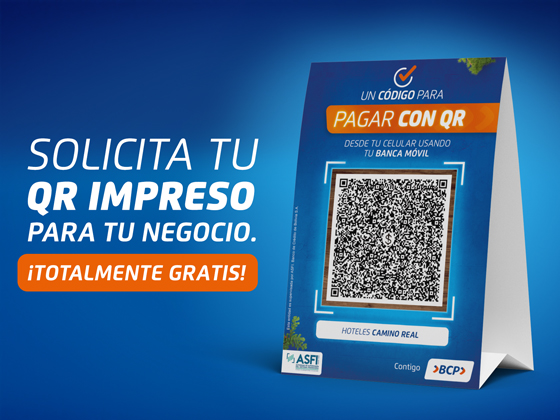 SOLICITA TU
QR IMPRESO
PARA TU NEGOCIO.
¡TOTALMENTE GRATIS!
UN CÓDIGO PARA
PAGAR CON QR
DESDE TU CELULAR USANDO
TU BANCA MÓVIL
HOTELES CAMINO REAL
ASFI
Contigo >BCP>